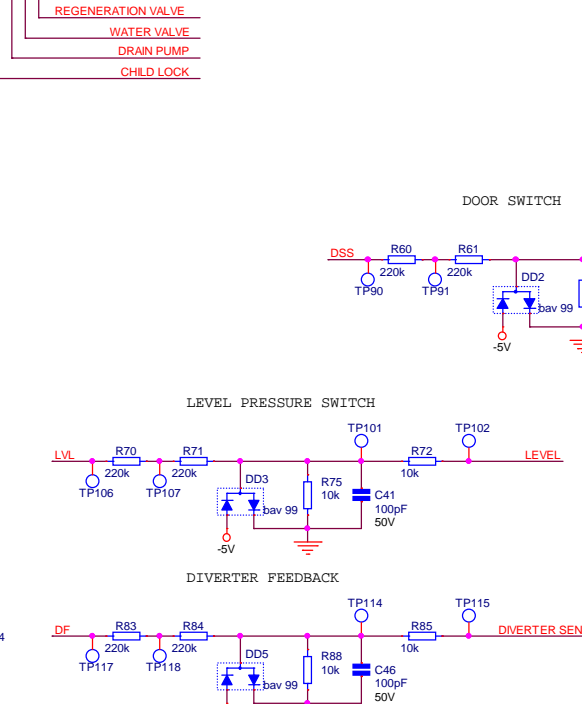 REGENERATION VALVE
WATER VALVE
DRAIN PUMP
CHILD LOCK
DOOR SWITCH
DSS
R60
R61
220k
220k
TP90
TP91
DD2
bav 99
-5V
LEVEL PRESSURE SWITCH
TP101
TP102
LVL
R70
R71
R72
LEVEL
220k
220k
10k
TP106
TP107
DD3
bav 99
R75
10k
C41
100pF
50V
-5V
DIVERTER FEEDBACK
TP114
TP115
4
DF
R83
R84
R85
DIVERTER SEN
220k
220k
10k
TP117
TP118
DD5
bav 99
R88
10k
C46
100pF
50V